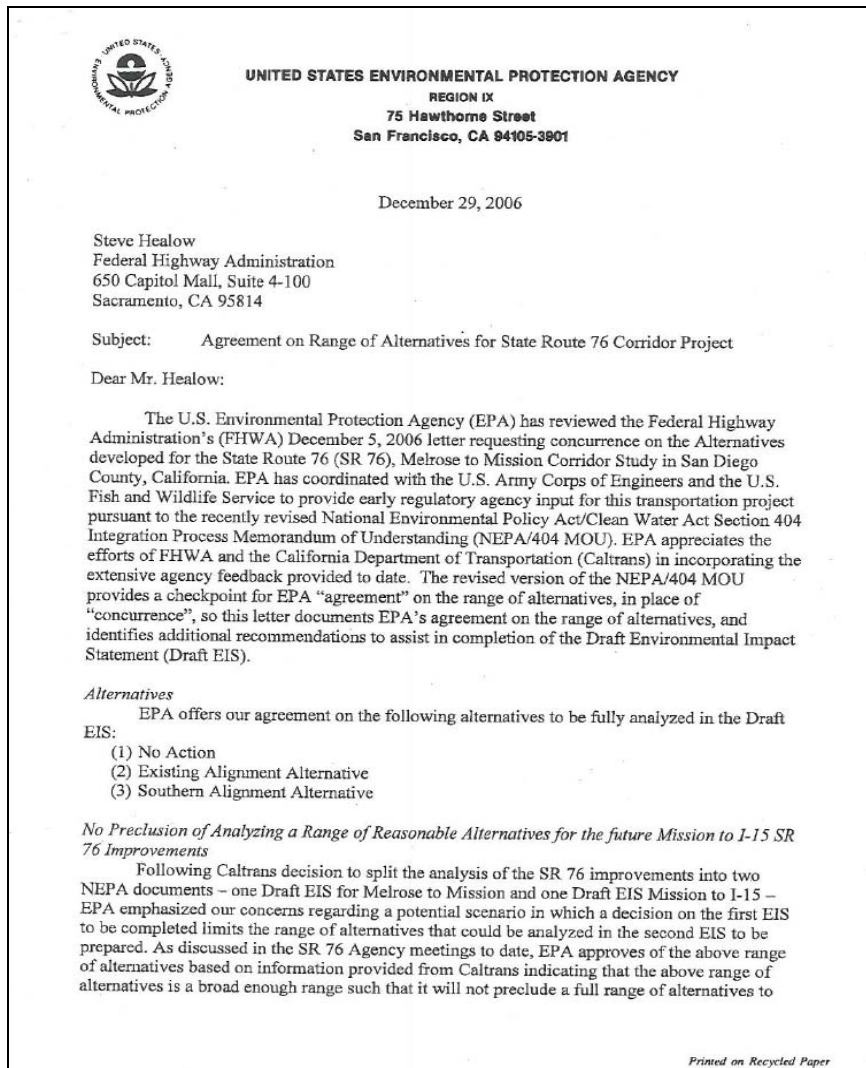 UNITED STATES ENVIRONMENTAL PROTECTION AGENCY
UNITED STATES ENVIRONMENTAL PROTECTION AGENCY
REGION IX
75 Hawthorne Street
San Francisco, CA 94105-3901
December 29, 2006
Steve Healow
Federal Highway Administration
650 Capitol Mall, Suite 4-100
Sacramento, CA 95814
Subject: Agreement on Range of Alternatives for State Route 76 Corridor Project
Dear Mr. Healow:
The U.S. Environmental Protection Agency (EPA) has reviewed the Federal Highway
Administration's (FHWA) December 5, 2006 letter requesting concurrence on the Alternatives
developed for the State Route 76 (SR 76), Melrose to Mission Corridor Study in San Diego
County, California. EPA has coordinated with the U.S. Army Corps of Engineers and the U.S.
Fish and Wildlife Service to provide early regulatory agency input for this transportation project
pursuant to the recently revised National Environmental Policy Act/Clean Water Act Section 404
Integration Process Memorandum of Understanding (NEPA/404 MOU). EPA appreciates the
efforts of FHWA and the California Department of Transportation (Caltrans) in incorporating the
extensive agency feedback provided to date. The revised version of the NEPA/404 MOU
provides a checkpoint for EPA "agreement" on the range of alternatives, in place of
"concurrence", so this letter documents EPA's agreement on the range of alternatives, and
identifies additional recommendations to assist in completion of the Draft Environmental Impact
Statement (Draft EIS).
Alternatives
EPA offers our agreement on the following alternatives to be fully analyzed in the Draft
EIS:
(1) No Action
(2) Existing Alignment Alternative
(3) Southern Alignment Alternative
No Preclusion of Analyzing a Range of Reasonable Alternatives for the future Mission to I-15 SR
76 Improvements
Following Caltrans decision to split the analysis of the SR 76 improvements into two
NEPA documents – one Draft EIS for Melrose to Mission and one Draft EIS Mission to I-15 –
EPA emphasized our concerns regarding a potential scenario in which a decision on the first EIS
to be completed limits the range of alternatives that could be analyzed in the second EIS to be
prepared. As discussed in the SR 76 Agency meetings to date, EPA approves of the above range
of alternatives based on information provided from Caltrans indicating that the above range of
alternatives is a broad enough range such that it will not preclude a full range of alternatives to
Printed on Recycled Paper